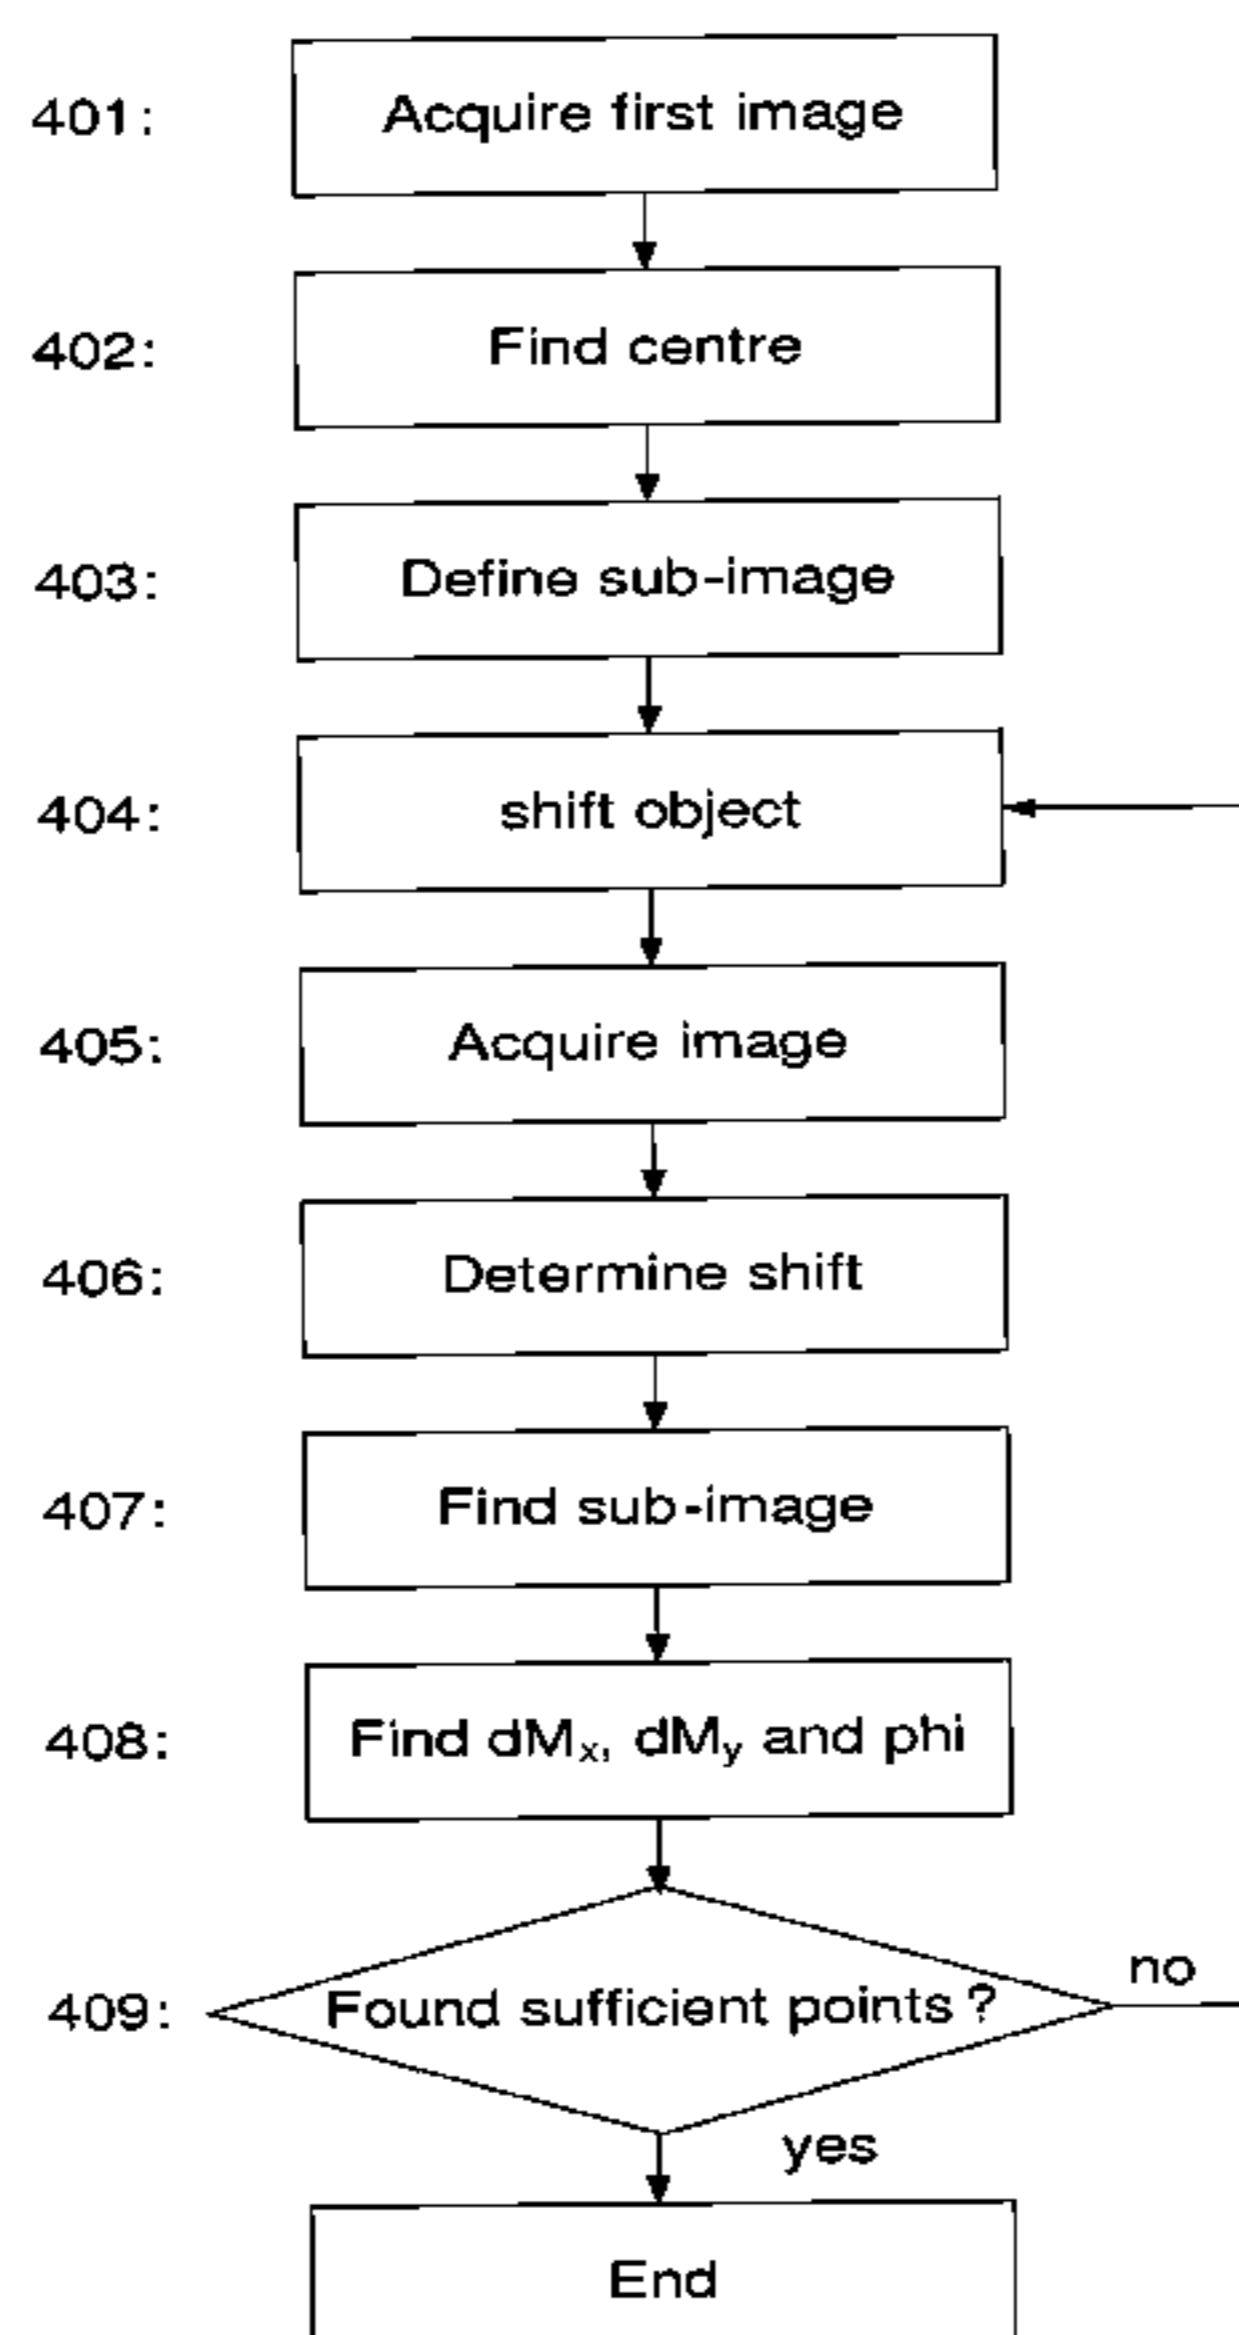 401: Acquire first image
402: Find centre
403: Define sub-image
404: shift object
405: Acquire image
406: Determine shift
407: Find sub-image
408: Find dMx, dMy and phi
409: Found sufficient points ? no
yes
End